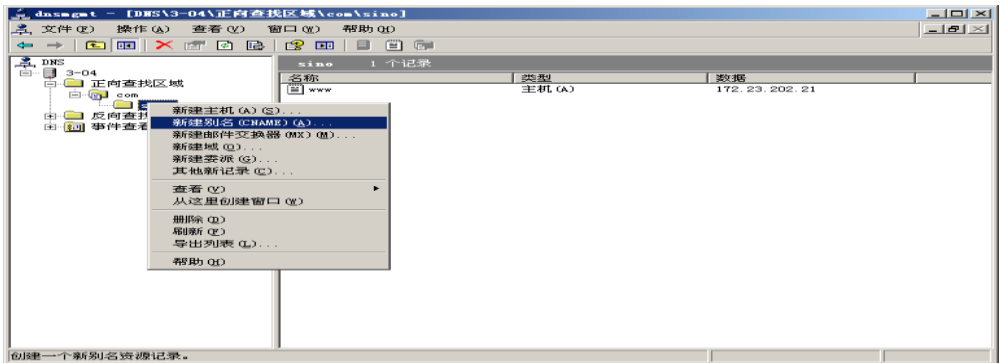 dnsmgmt - [DNS\3-04\正向查找区域\com\sino]
文件(F) 操作(A) 查看(V) 窗口(W) 帮助(H)
DNS
3-04
正向查找区域
com
反向查找
事件查看
sino 1 个记录
名称 类型 数据
www 主机(A) 172.23.202.21
新建主机(A)(S)...
新建别名(CNAME)(A)...
新建邮件交换器(MX)(M)...
新建域(O)...
新建委派(G)...
其他新记录(C)...
查看(V)
从这里创建窗口(W)
删除(D)
刷新(F)
导出列表(L)...
帮助(H)
创建一个新别名资源记录。